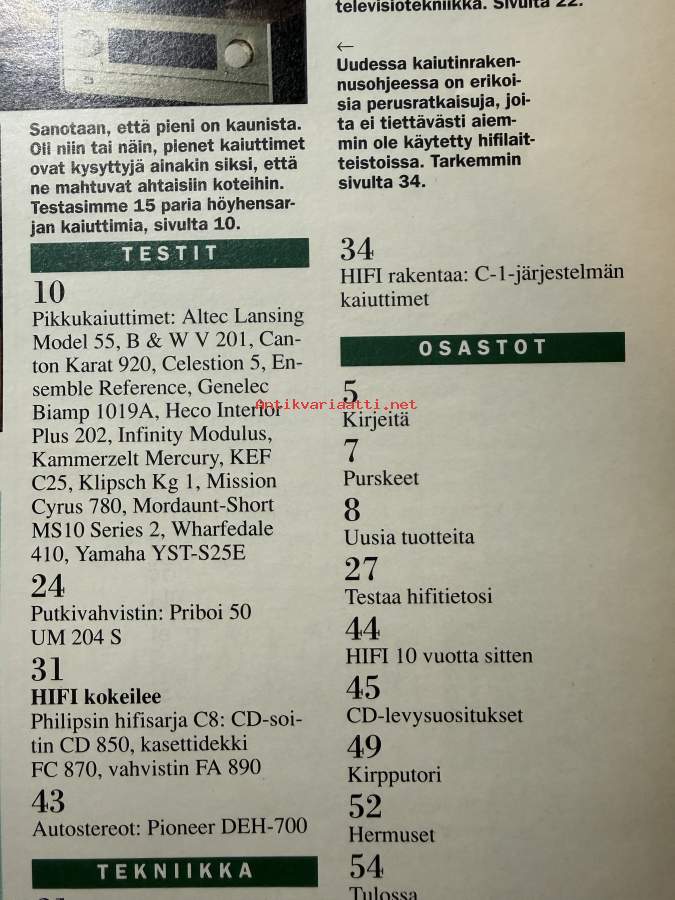 Sanotaan, että pieni on kaunista.
Oli niin tai näin, pienet kaiuttimet
ovat kysyttyjä ainakin siksi, että
ne mahtuvat ahtaisiin koteihin.
Testasimme 15 paria höyhensar-
jan kaiuttimia, sivulta 10.
TESTIT
10
Pikkukaiuttimet: Altec Lansing
Model 55, B & W V 201, Can-
ton Karat 920, Celestion 5, En-
semble Reference, Genelec
Biamp 1019A, Heco Interior
Plus 202, Infinity Modulus,
Kammerzelt Mercury, KEF
C25, Klipsch Kg 1, Mission
Cyrus 780, Mordaunt-Short
MS10 Series 2, Wharfedale
410, Yamaha YST-S25E
24
Putkivahvistin: Priboi 50
UM 204 S
31
HIFI kokeilee
Philipsin hifisarja C8: CD-soi-
tin CD 850, kasettidekki
FC 870, vahvistin FA 890
43
Autostereot: Pioneer DEH-700
TEKNIIKKA
televisiotekniikka. Sivulta 22.
←
Uudessa kaiutinraken-
nusohjeessa on erikoi-
sia perusratkaisuja, joi-
ta ei tiettävästi aiem-
min ole käytetty hifilait-
teistoissa. Tarkemmin
sivulta 34.
34
HIFI rakentaa: C-1-järjestelmän
kaiuttimet
OSASTOT
5
Kirjeitä
7
Purskeet
8
Uusia tuotteita
27
Testaa hifitietosi
44
HIFI 10 vuotta sitten
45
CD-levysuositukset
49
Kirpputori
52
Hermuset
54
Tulossa
Antikvariaatti.net